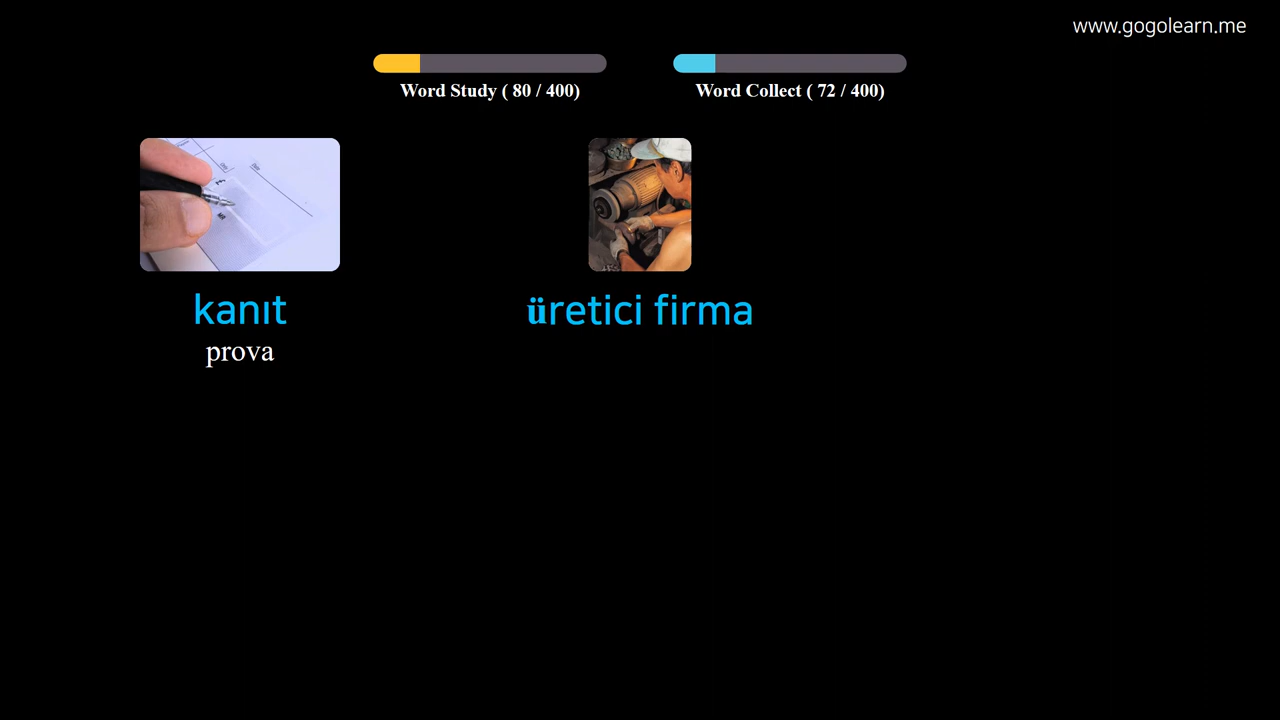 www.gogolearn.me
Word Study ( 80 / 400)
Word Collect ( 72 / 400)
kanıt
prova
üretici firma